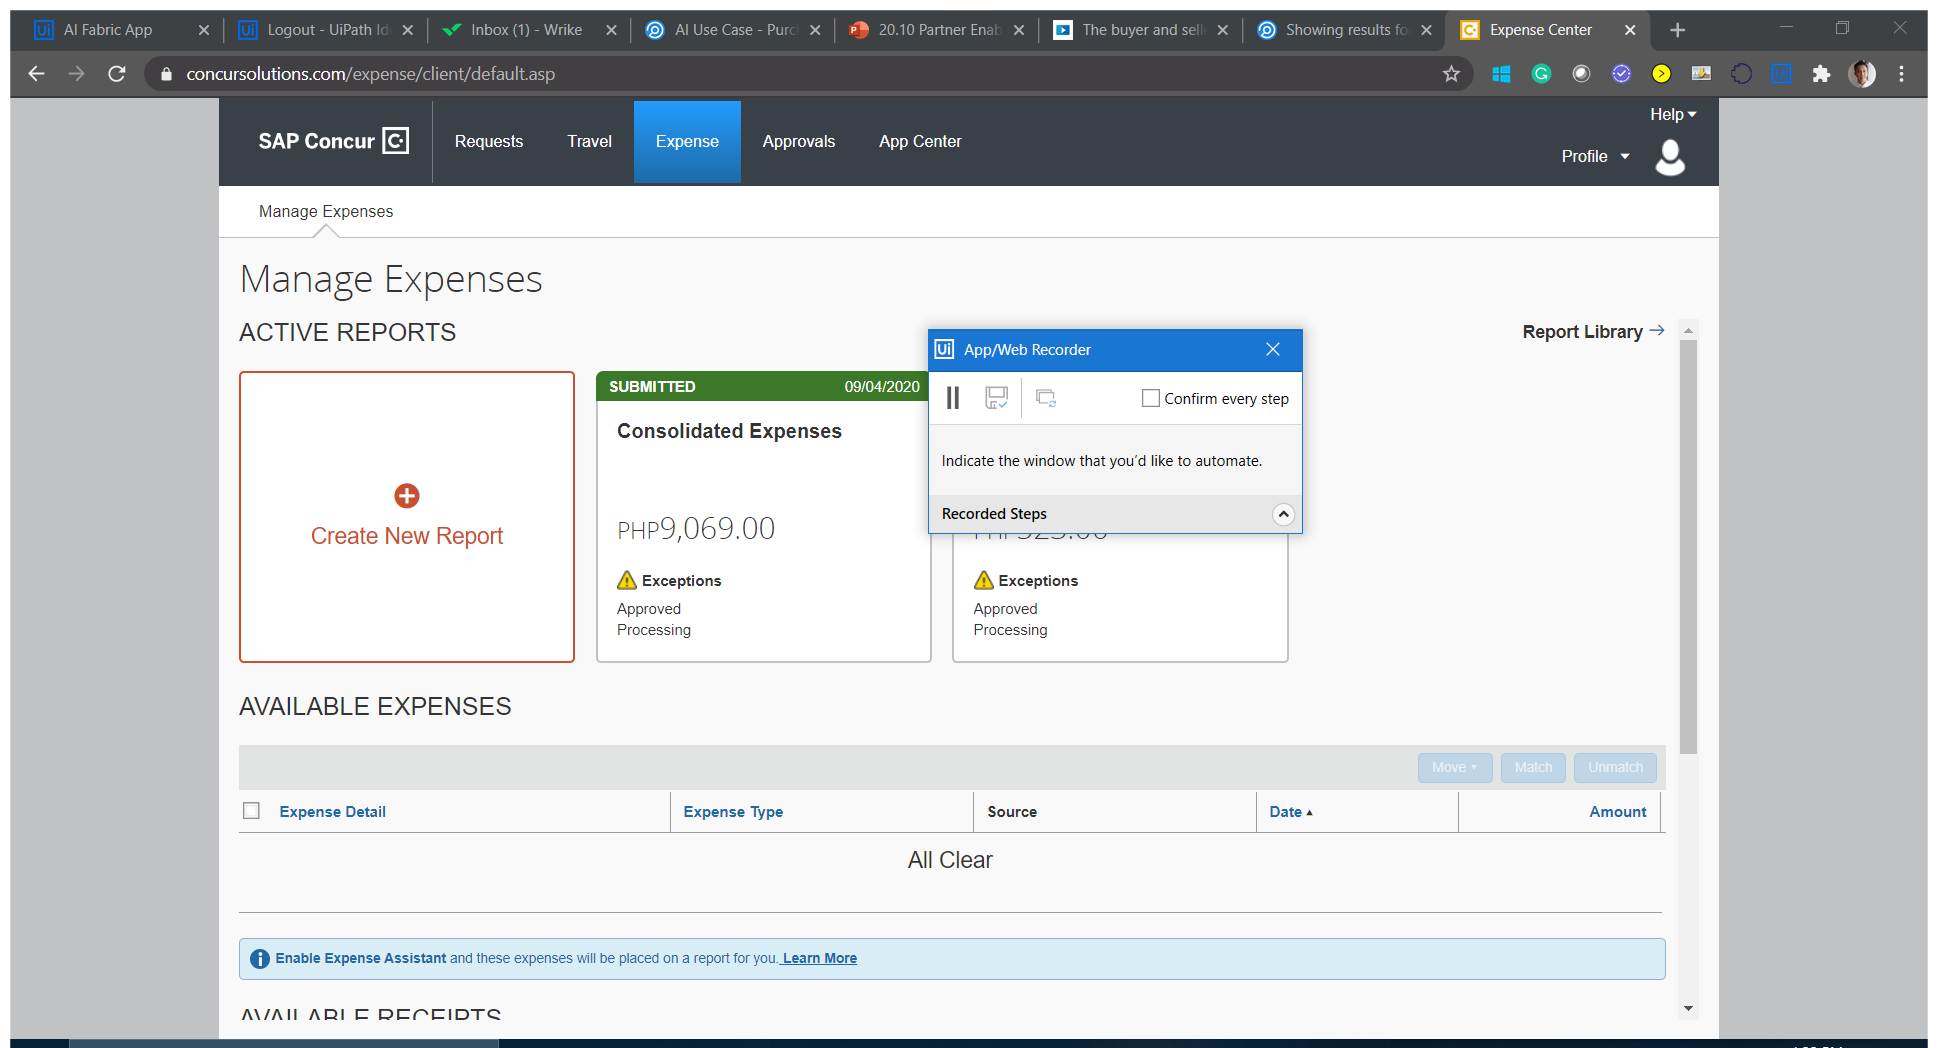 AI Fabric App
Logout - UiPath Id
Inbox (1) - Wrike
AI Use Case - Purc
20.10 Partner Enab
The buyer and sell
Showing results fo
Expense Center
concursolutions.com/expense/client/default.asp
Help
SAP Concur
Requests
Travel
Expense
Approvals
App Center
Profile
Manage Expenses
Manage Expenses
ACTIVE REPORTS
Report Library
Create New Report
SUBMITTED
09/04/2020
Consolidated Expenses
PHP9,069.00
Exceptions
Approved
Processing
Ui
App/Web Recorder
Confirm every step
Indicate the window that you'd like to automate.
Recorded Steps
Exceptions
Approved
Processing
AVAILABLE EXPENSES
Move
Match
Unmatch
Expense Detail
Expense Type
Source
Date
Amount
All Clear
Enable Expense Assistant and these expenses will be placed on a report for you. Learn More
AVAILABLE RECEIPTS